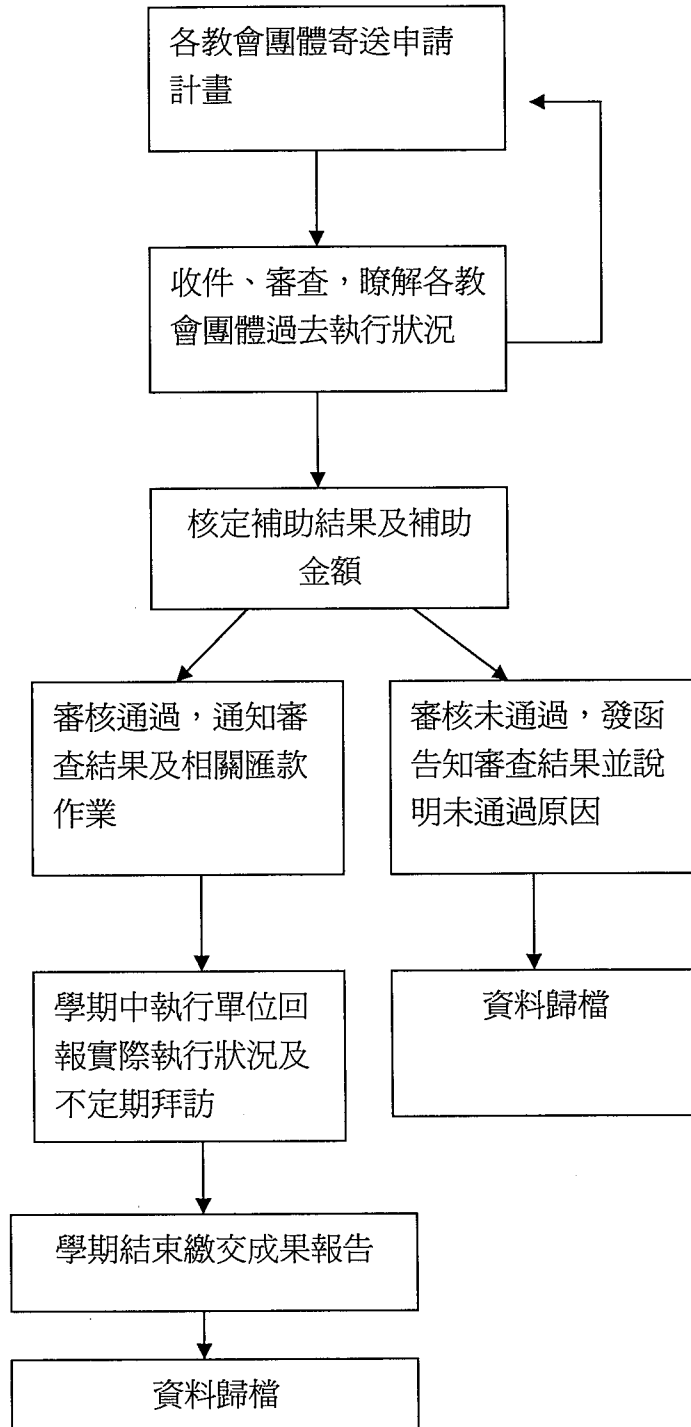 各教會團體寄送申請
計畫
收件、審查，瞭解各教
會團體過去執行狀況
核定補助結果及補助
金額
審核通過，通知審
查結果及相關匯款
作業
審核未通過，發函
告知審查結果並說
明未通過原因
學期中執行單位回
報實際執行狀況及
不定期拜訪
資料歸檔
學期結束繳交成果報告
資料歸檔